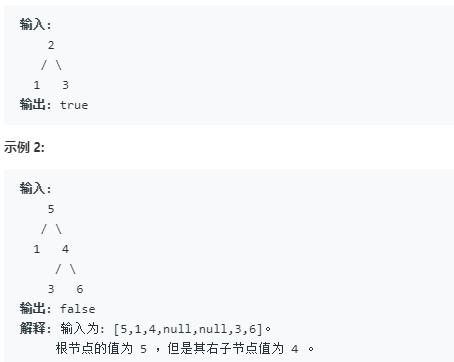 输入:
    2
   / \
  1   3
输出: true
示例 2:
输入:
    5
   / \
  1   4
     / \
    3   6
输出: false
解释: 输入为: [5,1,4,null,null,3,6]。
     根节点的值为 5 ，但是其右子节点值为 4 。